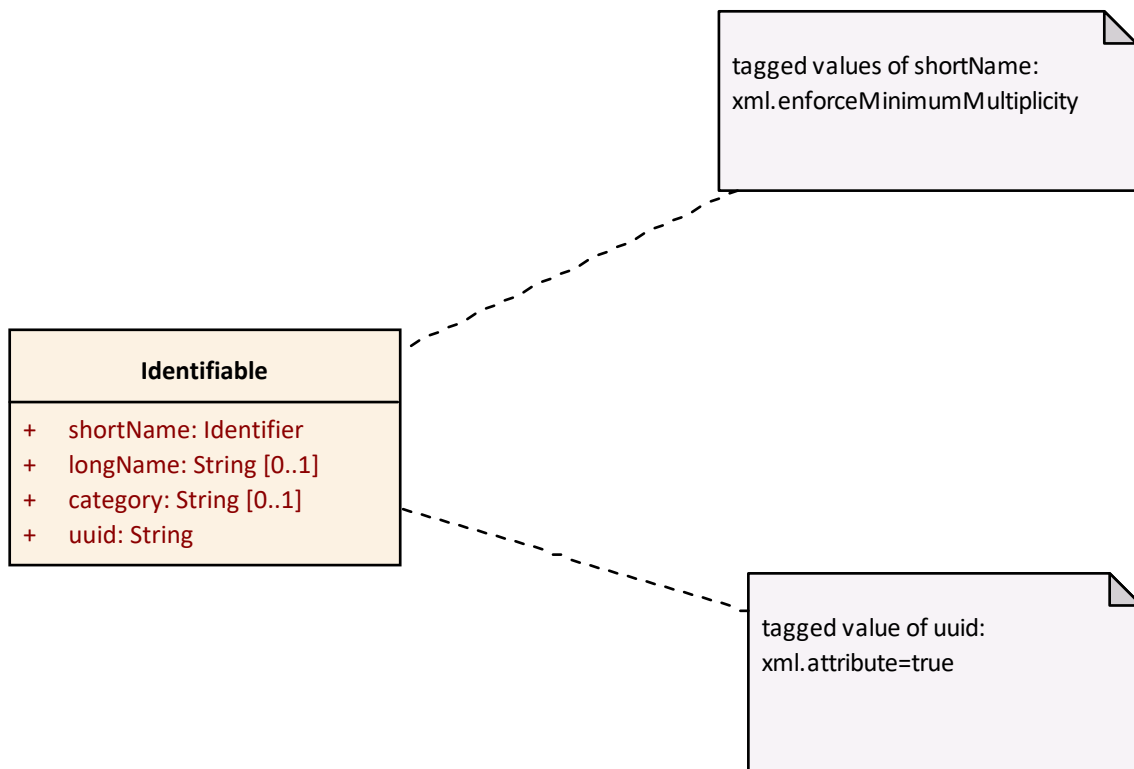 tagged values of shortName:
xml.enforceMinimumMultiplicity
Identifiable
+ shortName: Identifier
+ longName: String [0..1]
+ category: String [0..1]
+ uuid: String
tagged value of uuid:
xml.attribute=true